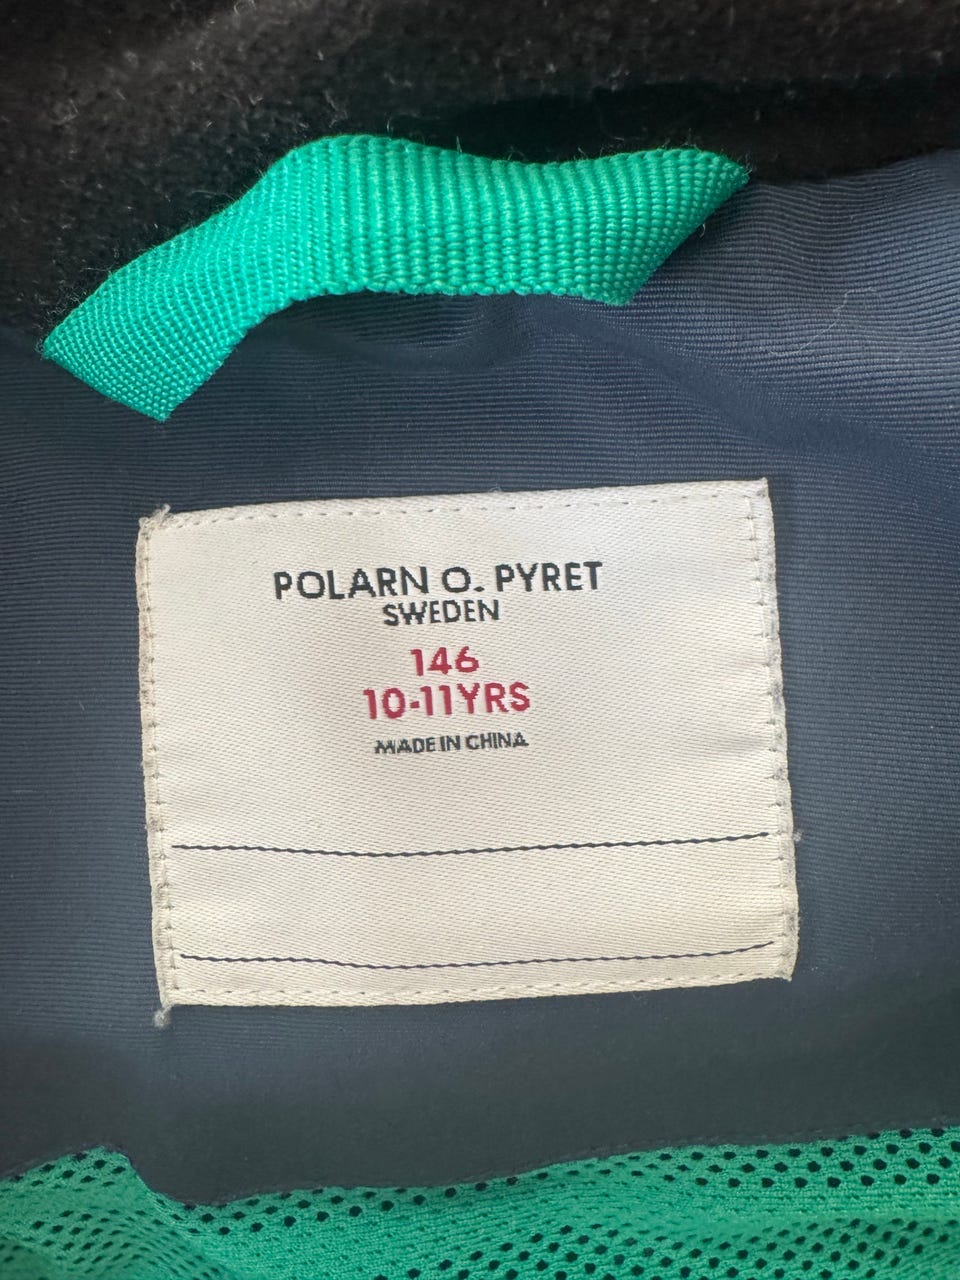 POLARN O. PYRET
SWEDEN
146
10-11YRS
MADE IN CHINA